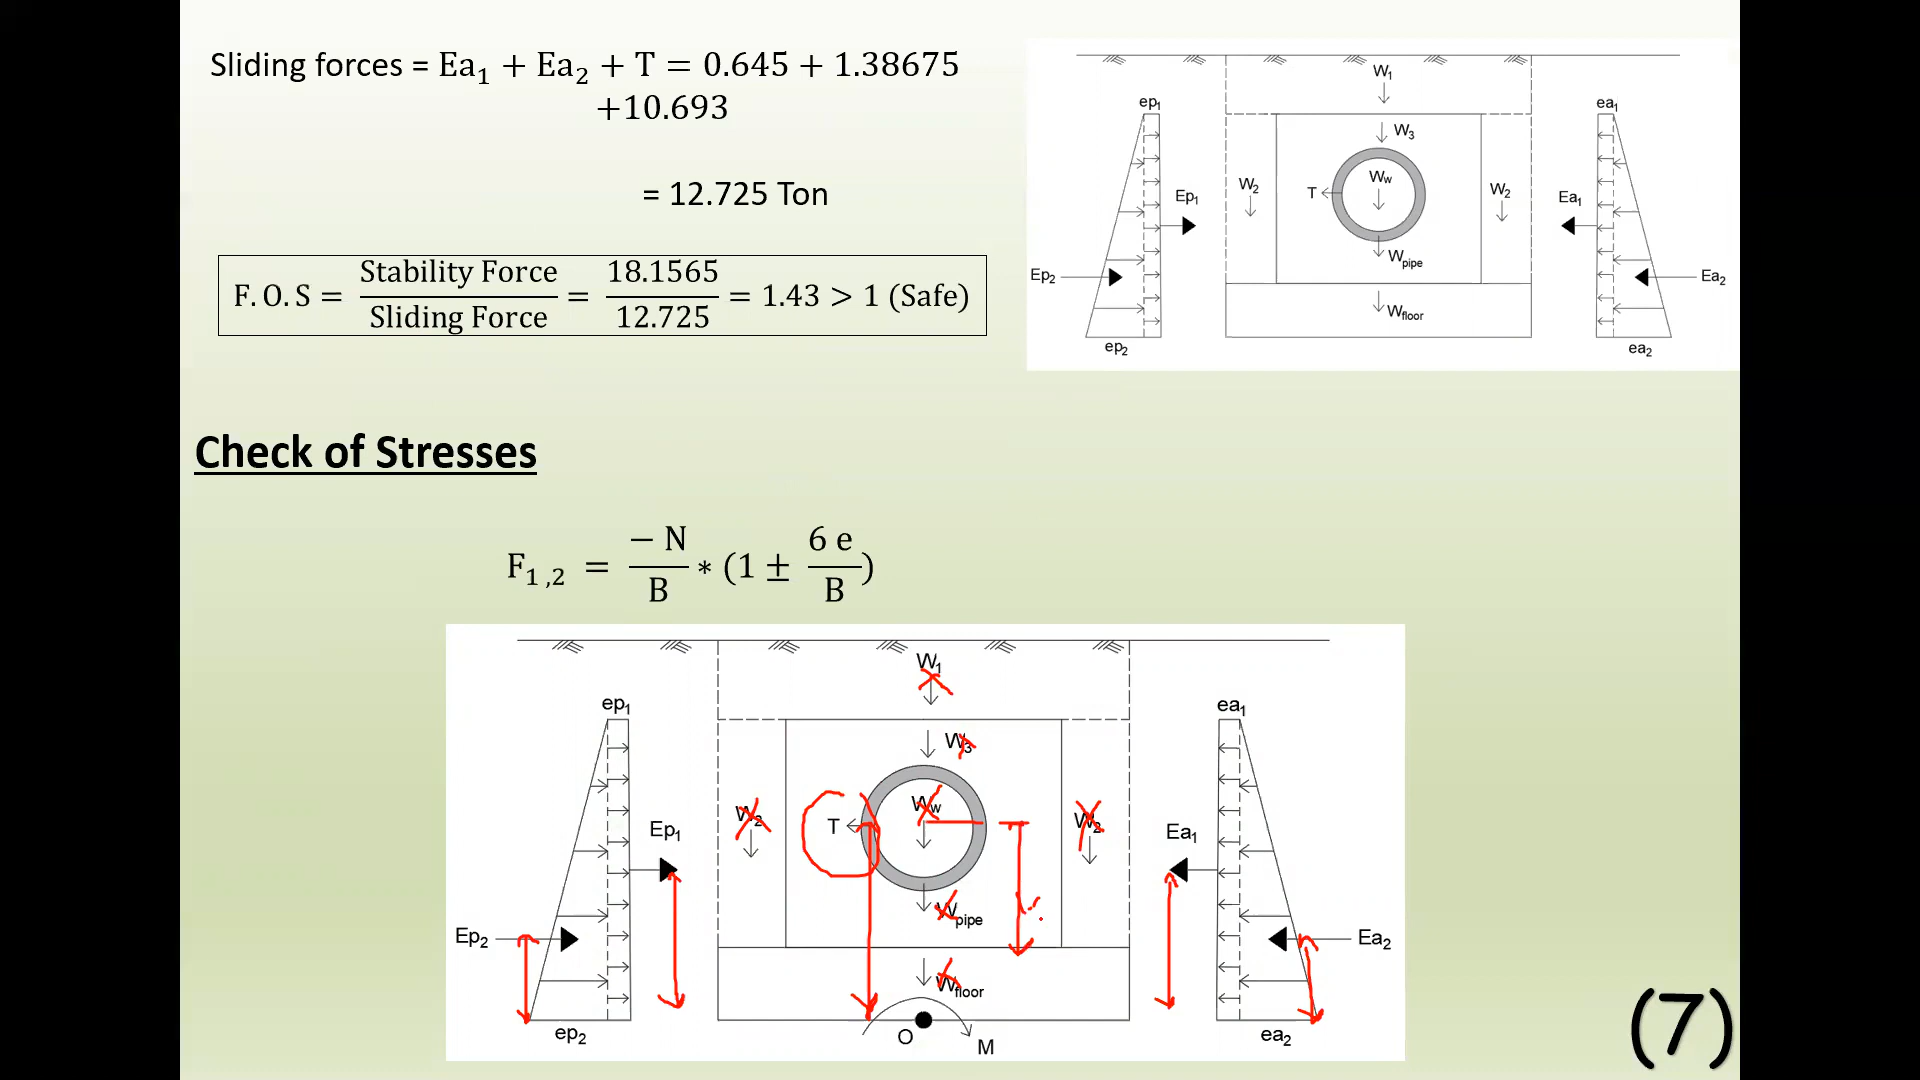 Sliding forces = Ea₁ + Ea₂ + T = 0.645 + 1.38675
+10.693
= 12.725 Ton
F. O. S = Stability Force / Sliding Force = 18.1565 / 12.725 = 1.43 > 1 (Safe)
W₁
ep₁
ea₁
W₃
W₂
Ww
W₂
T
Ep₁
Ea₁
Wpipe
Ep₂
Ea₂
Wfloor
ep₂
ea₂
Check of Stresses
F₁ ,₂ = − N / B ∗ (1 ± 6 e / B)
W₁
ep₁
ea₁
W₃
Ww
W₂
W₂
T
Ep₁
Ea₁
Wpipe
Ep₂
Ea₂
Wfloor
O
M
ep₂
ea₂
(7)